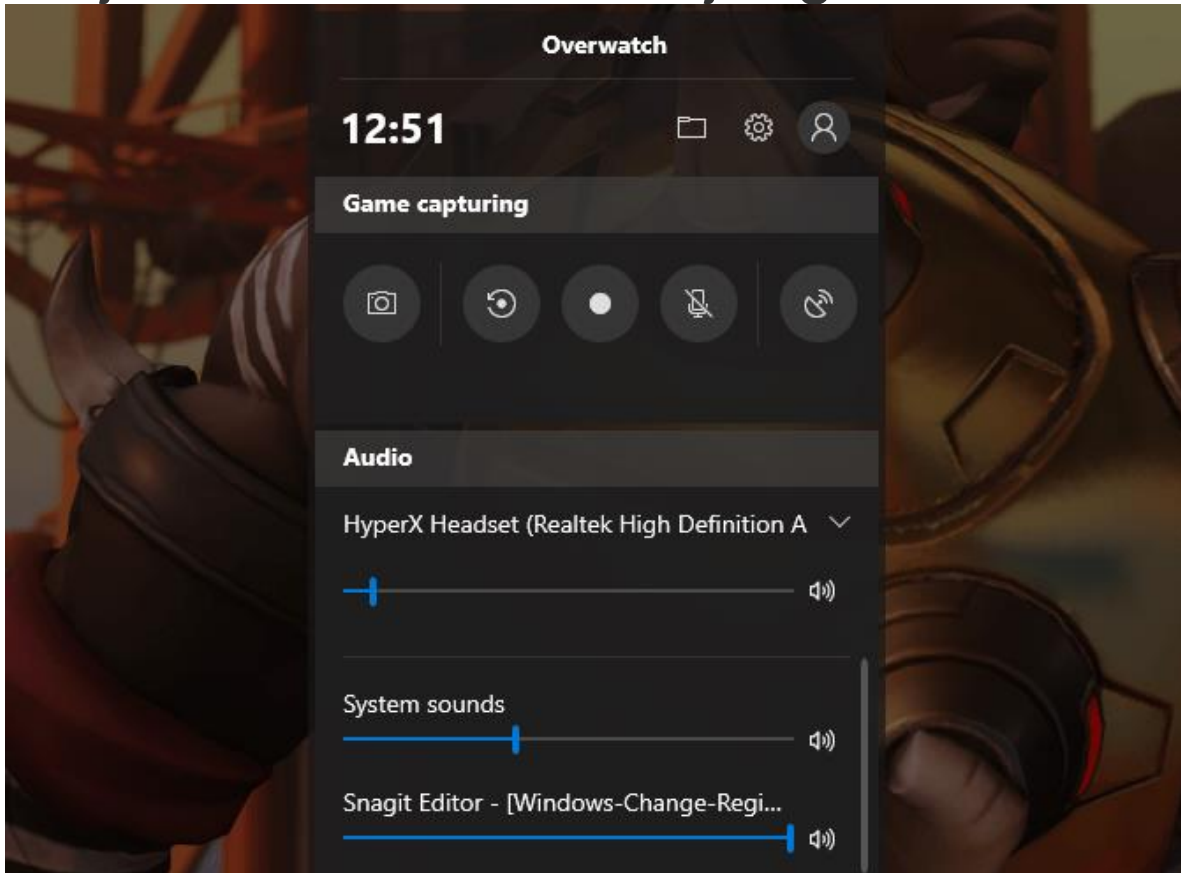 Overwatch
12:51
Game capturing
Audio
HyperX Headset (Realtek High Definition A
System sounds
Snagit Editor - [Windows-Change-Regi...